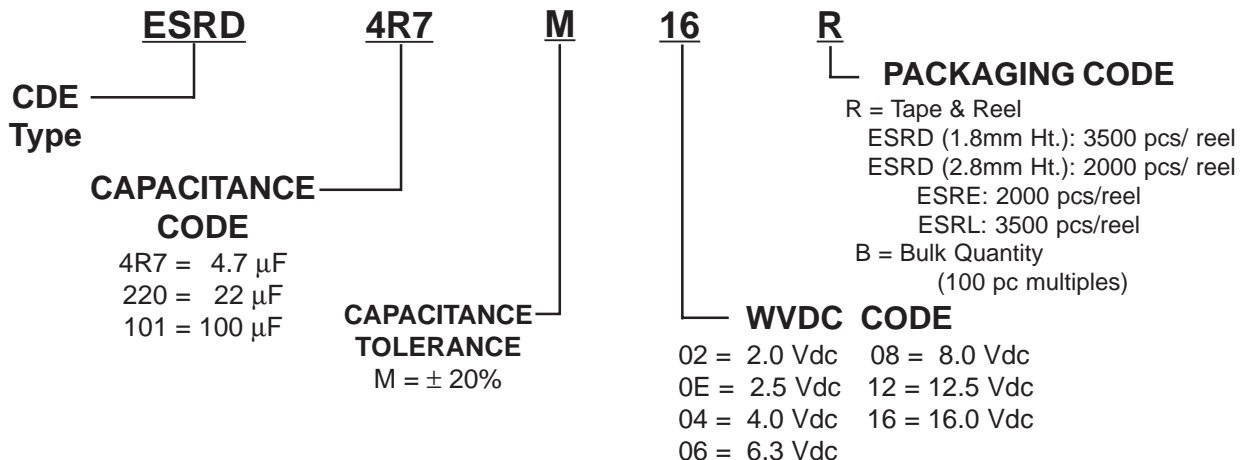 ESRD 4R7 M 16 R
PACKAGING CODE
R = Tape & Reel
ESRD (1.8mm Ht.): 3500 pcs/ reel
ESRD (2.8mm Ht.): 2000 pcs/ reel
ESRE: 2000 pcs/reel
ESRL: 3500 pcs/reel
B = Bulk Quantity
(100 pc multiples)
CDE
Type
CAPACITANCE
CODE
4R7 = 4.7 µF
220 = 22 µF
101 = 100 µF
CAPACITANCE
TOLERANCE
M = ± 20%
WVDC CODE
02 = 2.0 Vdc 08 = 8.0 Vdc
0E = 2.5 Vdc 12 = 12.5 Vdc
04 = 4.0 Vdc 16 = 16.0 Vdc
06 = 6.3 Vdc